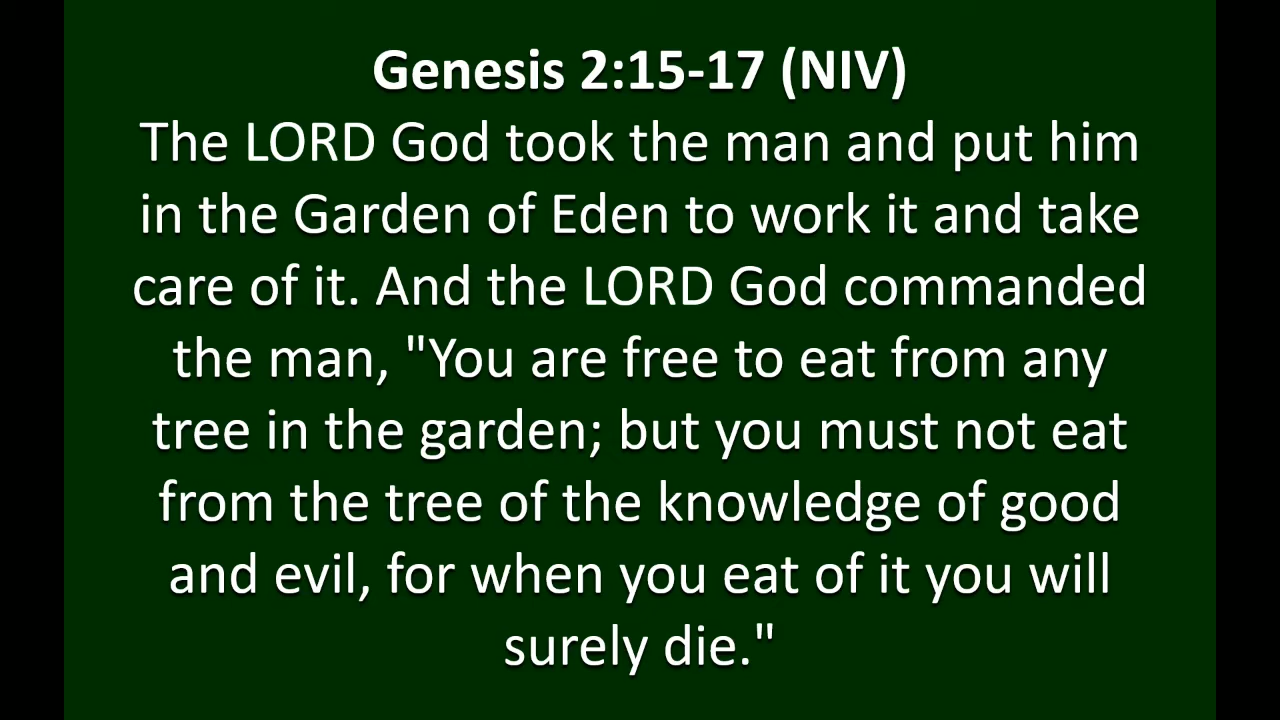 Genesis 2:15-17 (NIV)
The LORD God took the man and put him
in the Garden of Eden to work it and take
care of it. And the LORD God commanded
the man, "You are free to eat from any
tree in the garden; but you must not eat
from the tree of the knowledge of good
and evil, for when you eat of it you will
surely die."